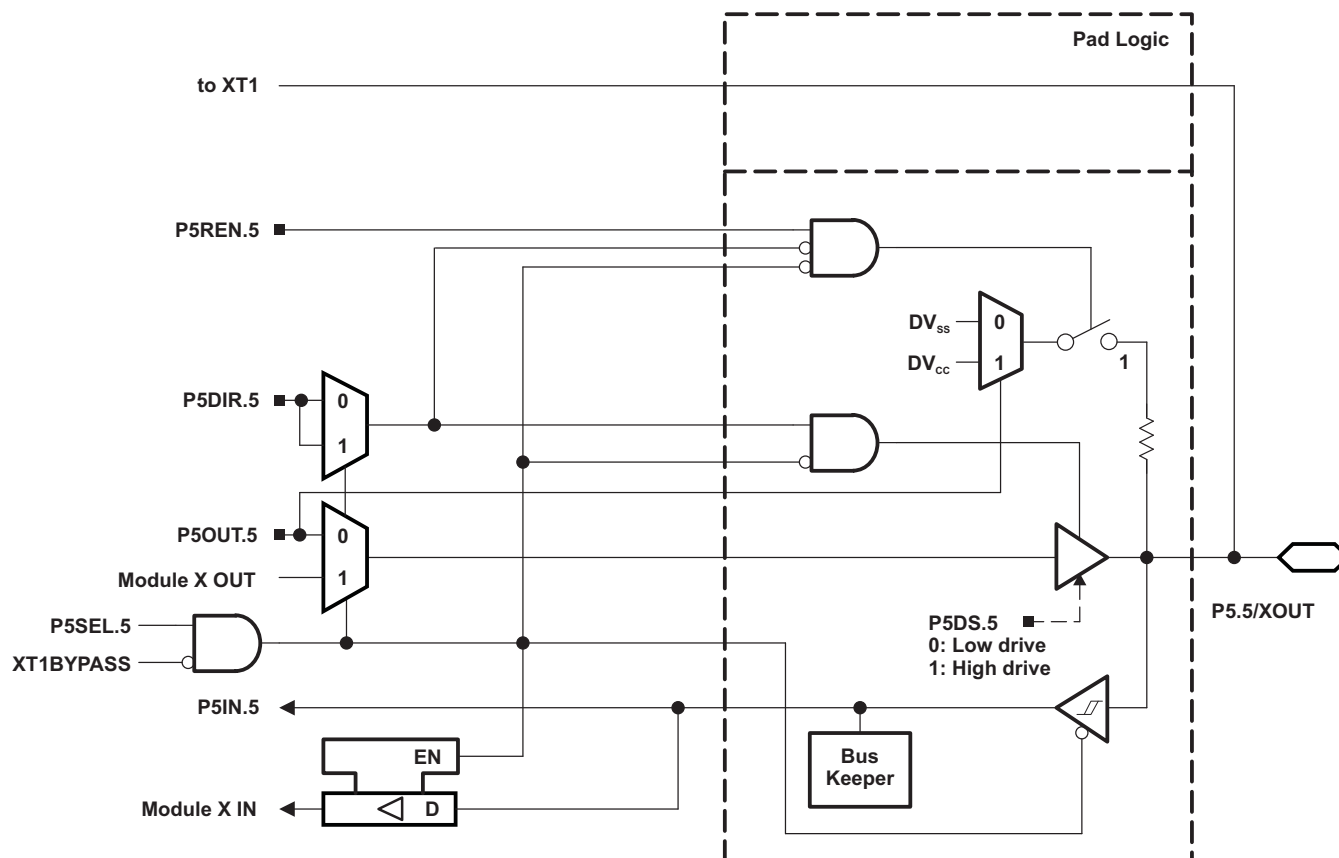 Pad Logic
to XT1
P5REN.5
DVss
0
DVcc
1
1
P5DIR.5
0
1
P5OUT.5
0
Module X OUT
1
P5DS.5
0: Low drive
1: High drive
P5.5/XOUT
P5SEL.5
XT1BYPASS
P5IN.5
EN
Bus
Keeper
Module X IN
D